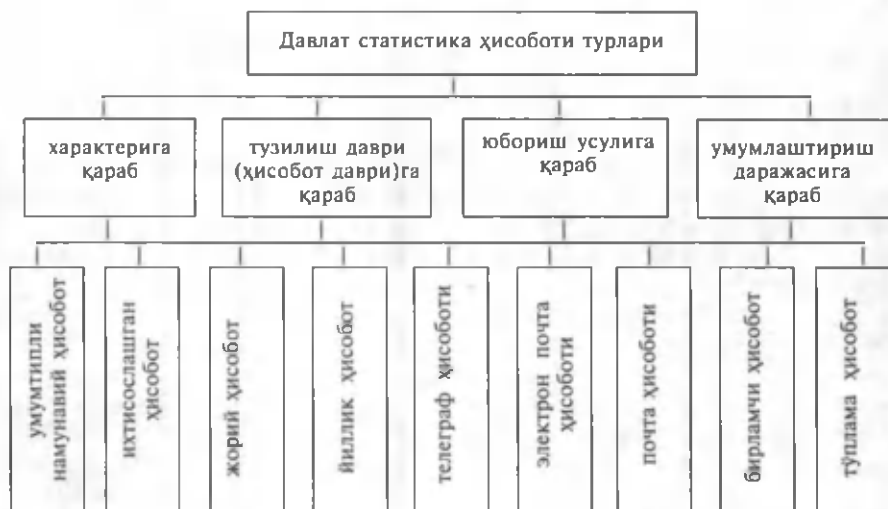 Давлат статистика ҳисоботи турлари
характерига
қараб
тузилиш даври
(ҳисобот даври)га
қараб
юбориш усулига
қараб
умумлаштириш
даражасига
қараб
умумтипли
намунавий ҳисобот
ихтисослашган
ҳисобот
жорий ҳисобот
йиллик ҳисобот
телеграф ҳисоботи
электрон почта
ҳисоботи
почта ҳисоботи
бирламчи ҳисобот
тўплама ҳисобот